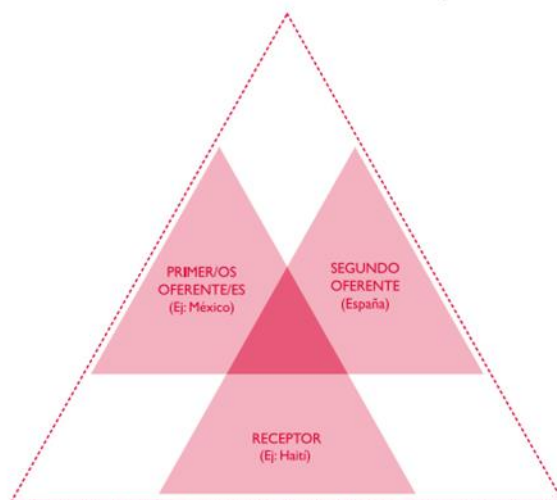 PRIMER/OS
OFERENTE/ES
(Ej: México)
SEGUNDO
OFERENTE
(España)
RECEPTOR
(Ej: Haití)